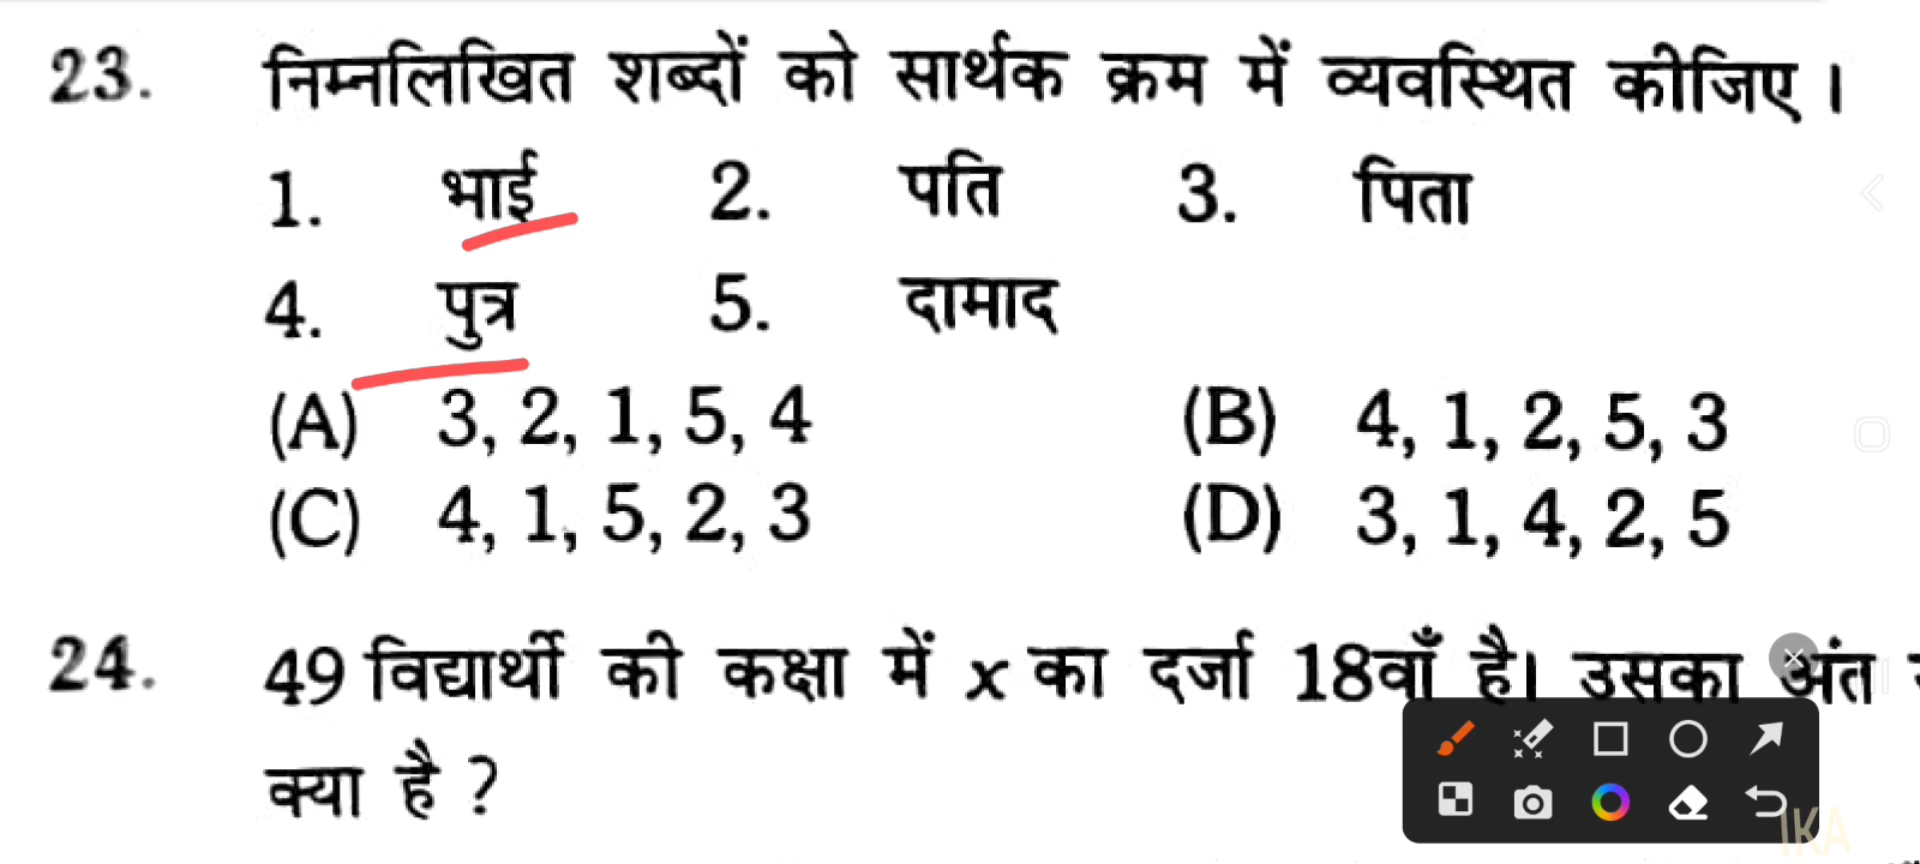 23. निम्नलिखित शब्दों को सार्थक क्रम में व्यवस्थित कीजिए ।
1. भाई 2. पति 3. पिता
4. पुत्र 5. दामाद
(A) 3, 2, 1, 5, 4 (B) 4, 1, 2, 5, 3
(C) 4, 1, 5, 2, 3 (D) 3, 1, 4, 2, 5
24. 49 विद्यार्थी की कक्षा में x का दर्जा 18वाँ है। उसका अंत
क्या है ?
IKA